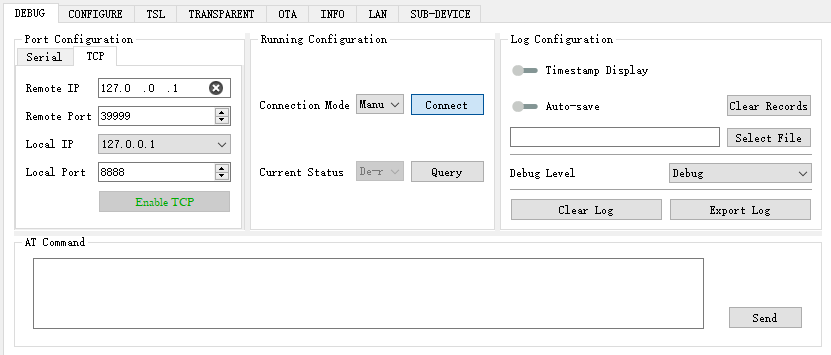 DEBUG CONFIGURE TSL TRANSPARENT OTA INFO LAN SUB-DEVICE
Port Configuration
Serial TCP
Remote IP 127.0 .0 .1
Remote Port 39999
Local IP 127.0.0.1
Local Port 8888
Enable TCP
Running Configuration
Connection Mode Manu Connect
Current Status De-r Query
Log Configuration
Timestamp Display
Auto-save Clear Records
Select File
Debug Level Debug
Clear Log Export Log
AT Command
Send